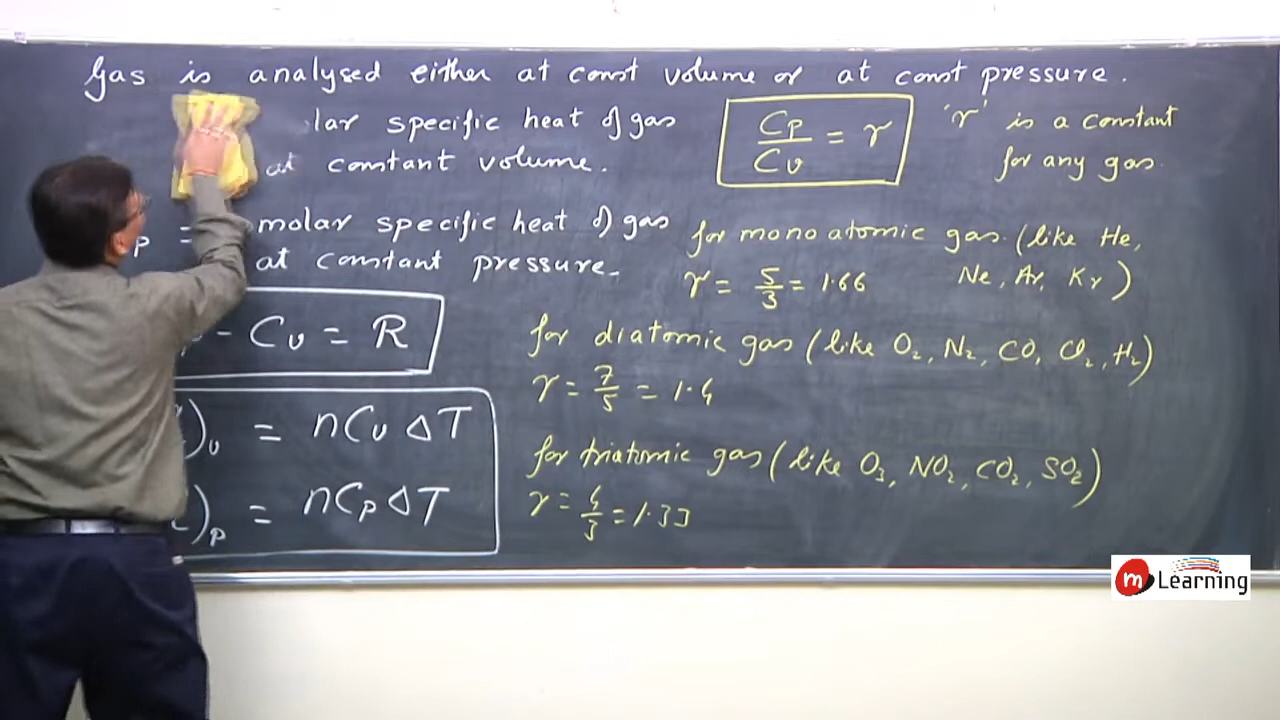 Gas is analysed either at const volume or at const pressure.
lar specific heat of gas
at constant volume.
p = molar specific heat of gas
at constant pressure.
- Cv = R
)v = nCv ΔT
)p = nCp ΔT
Cp/Cv = γ
'γ' is a constant
for any gas.
for monoatomic gas. (like He,
Ne, Ar, Kr)
γ = 5/3 = 1.66
for diatomic gas (like O₂, N₂, CO, Cl₂, H₂)
γ = 7/5 = 1.4
for triatomic gas (like O₃, NO₂, CO₂, SO₂)
γ = 4/3 = 1.33
m Learning